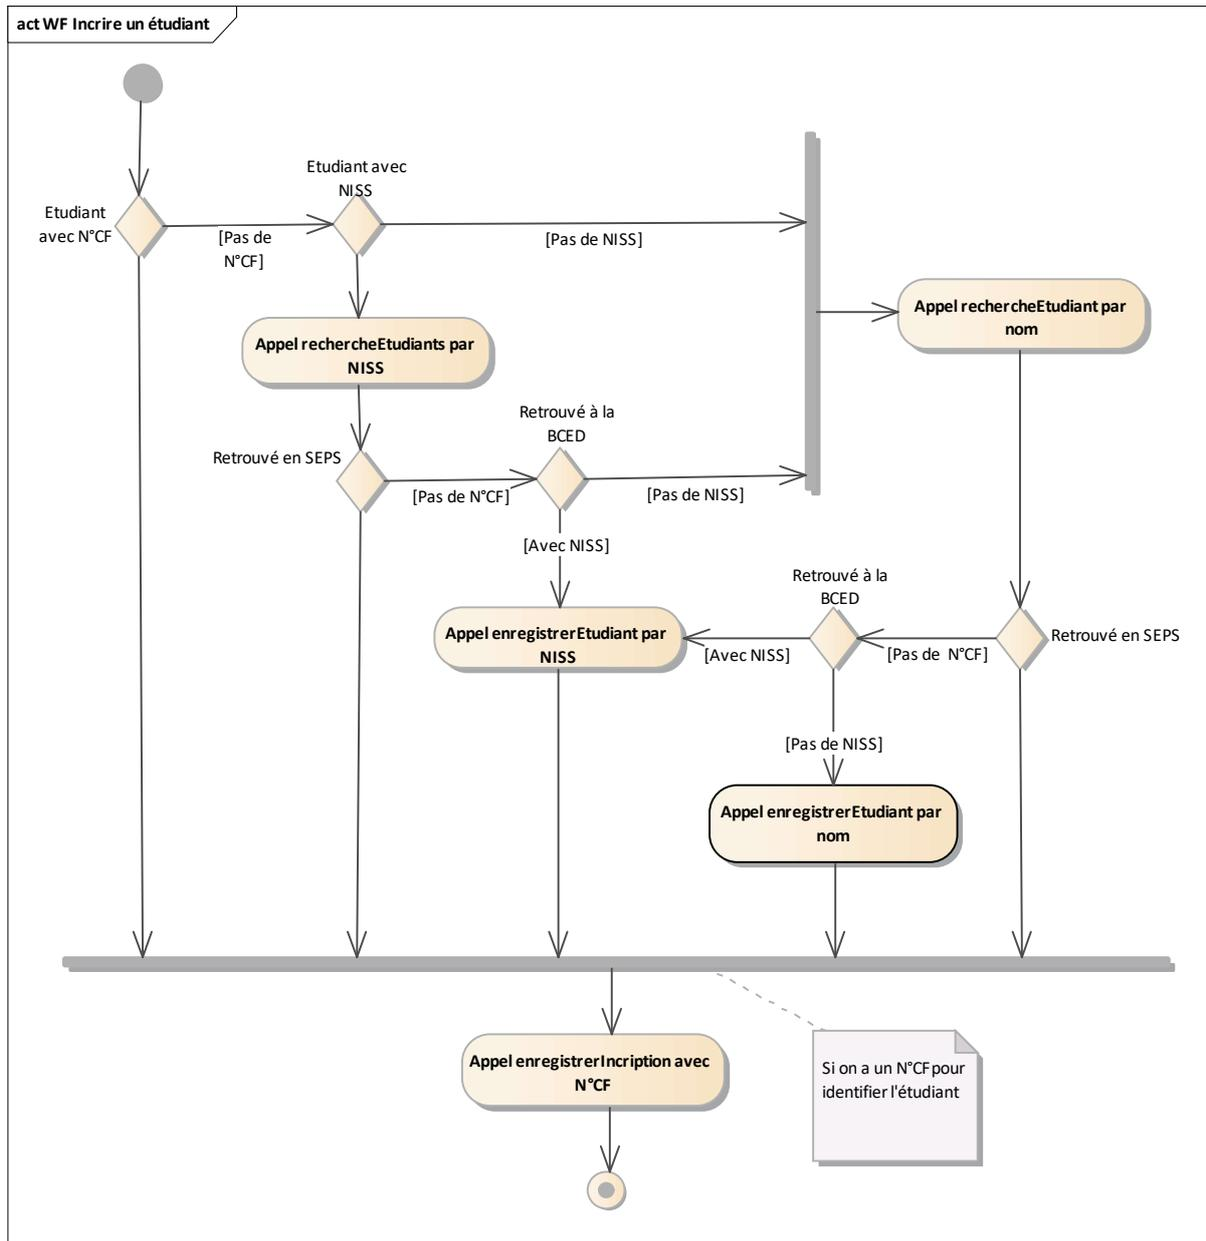 act WF Incrire un étudiant
Etudiant avec
NISS
Etudiant
avec N°CF
[Pas de
N°CF]
[Pas de NISS]
Appel rechercheEtudiant par
nom
Appel rechercheEtudiants par
NISS
Retrouvé à la
BCED
Retrouvé en SEPS
[Pas de N°CF]
[Pas de NISS]
[Avec NISS]
Retrouvé à la
BCED
Appel enregistrerEtudiant par
NISS
[Avec NISS]
[Pas de N°CF]
Retrouvé en SEPS
[Pas de NISS]
Appel enregistrerEtudiant par
nom
Appel enregistrerIncription avec
N°CF
Si on a un N°CF pour
identifier l'étudiant